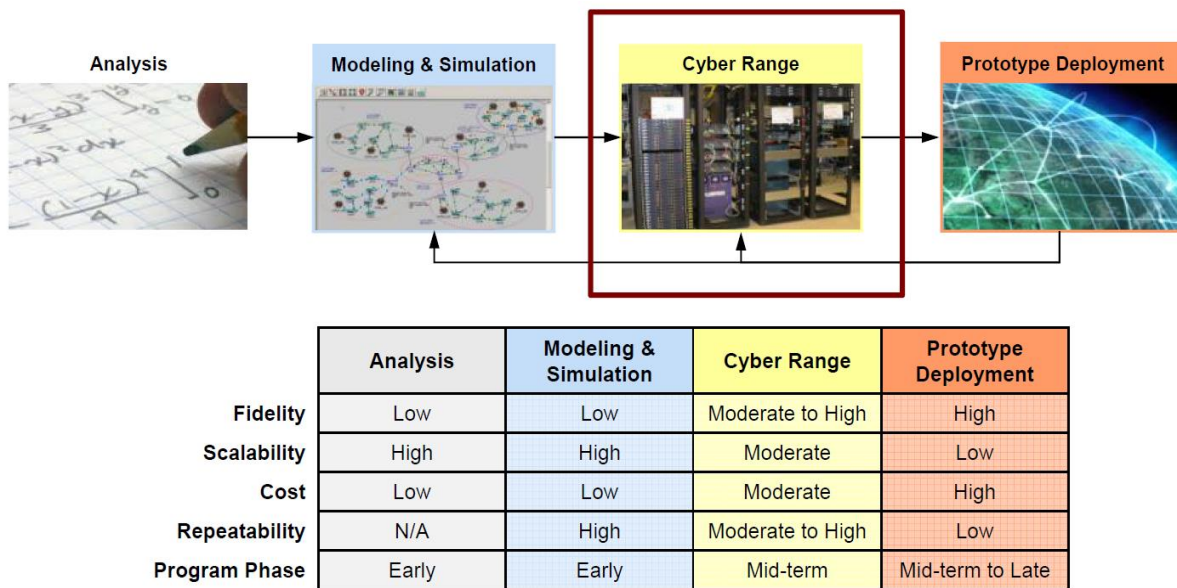 Analysis
Modeling & Simulation
Cyber Range
Prototype Deployment
Analysis
Modeling &
Simulation
Cyber Range
Prototype
Deployment
Fidelity Low Low Moderate to High High
Scalability High High Moderate Low
Cost Low Low Moderate High
Repeatability N/A High Moderate to High Low
Program Phase Early Early Mid-term Mid-term to Late